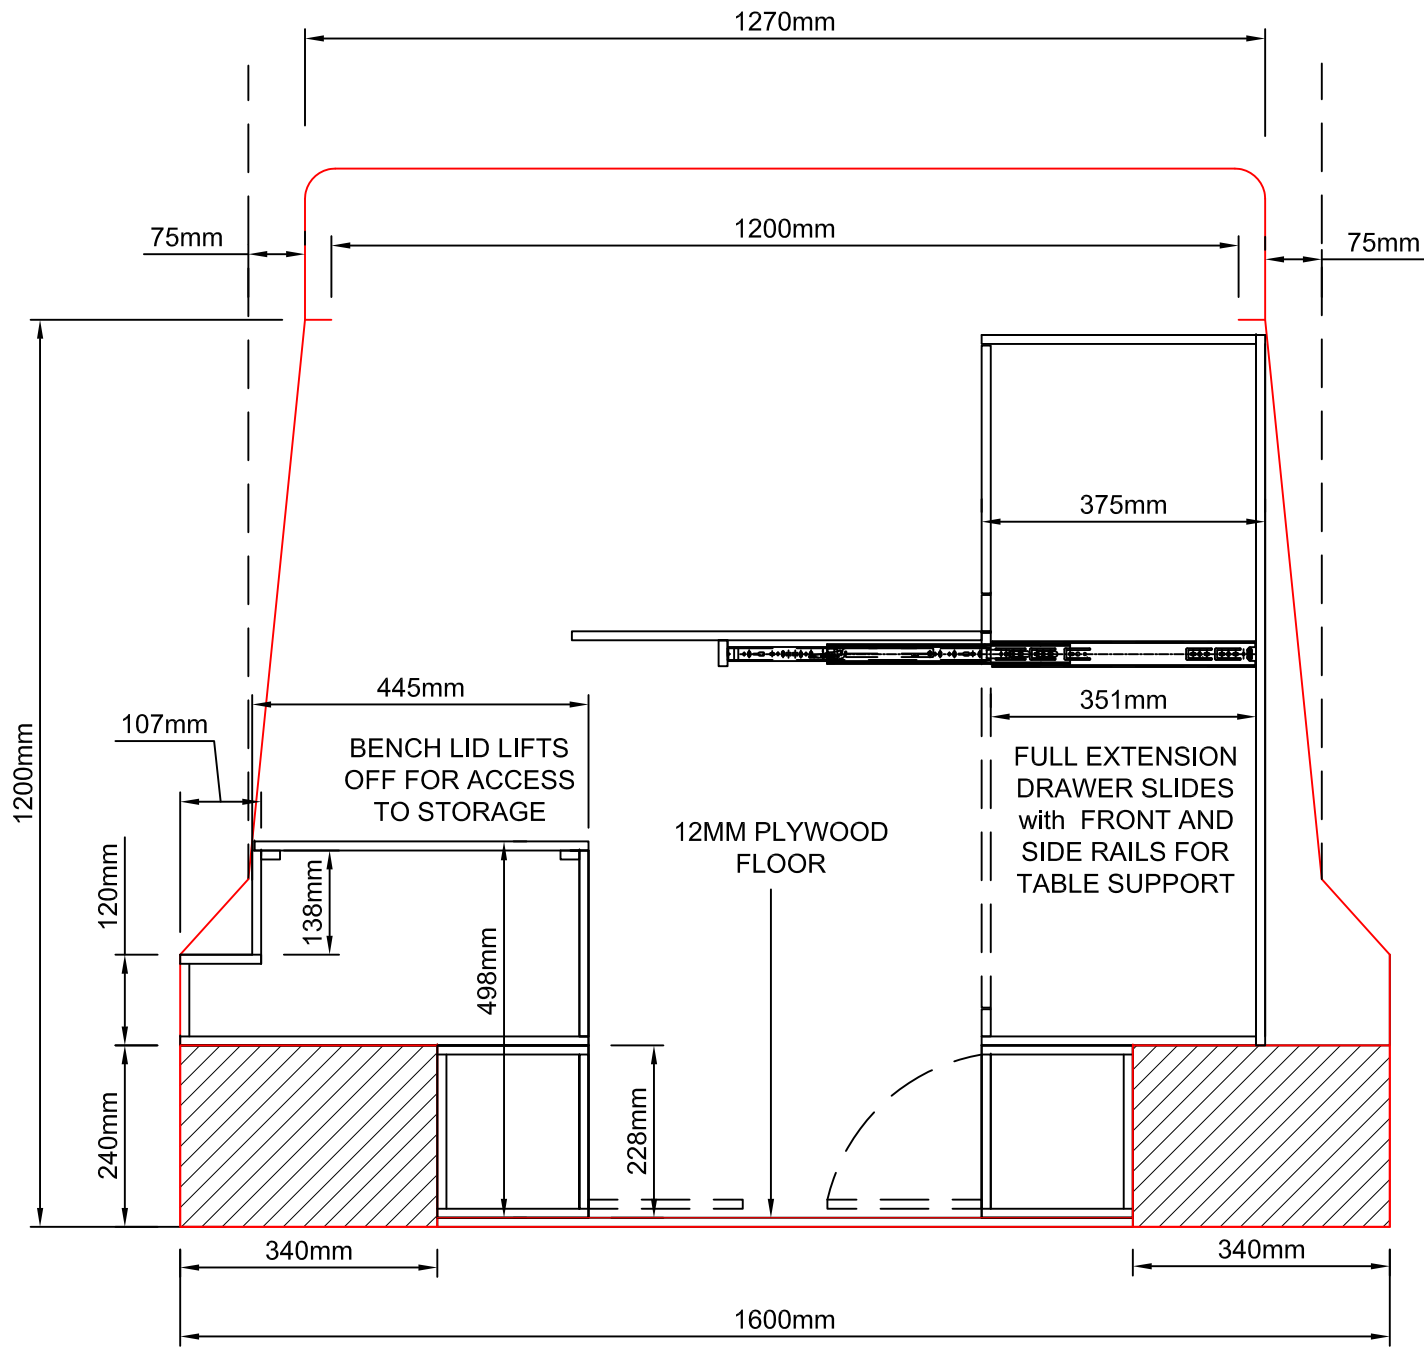 1270mm
75mm
1200mm
75mm
375mm
445mm
351mm
107mm
BENCH LID LIFTS
OFF FOR ACCESS
TO STORAGE
FULL EXTENSION
DRAWER SLIDES
with FRONT AND
SIDE RAILS FOR
TABLE SUPPORT
1200mm
12MM PLYWOOD
FLOOR
120mm
138mm
498mm
240mm
228mm
340mm
340mm
1600mm